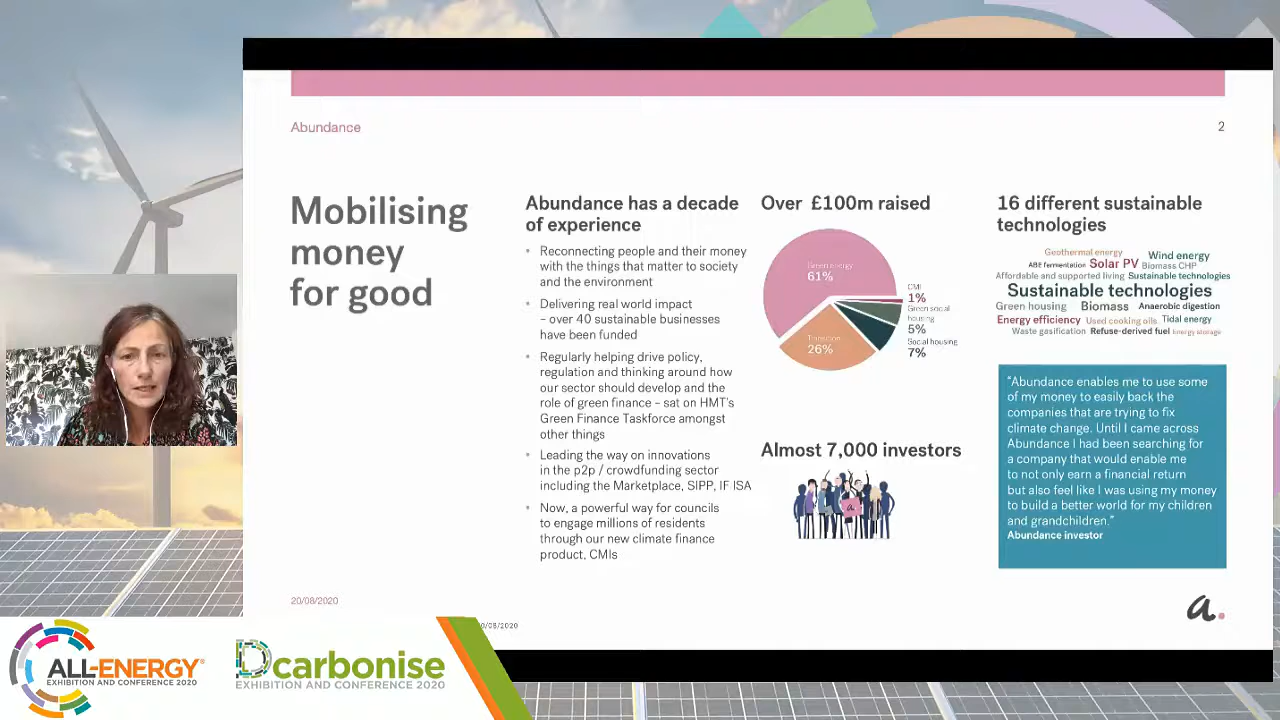 Abundance
2
Mobilising
money
for good
Abundance has a decade
of experience
• Reconnecting people and their money
with the things that matter to society
and the environment
• Delivering real world impact
– over 40 sustainable businesses
have been funded
• Regularly helping drive policy,
regulation and thinking around how
our sector should develop and the
role of green finance – sat on HMT's
Green Finance Taskforce amongst
other things
• Leading the way on innovations
in the p2p / crowdfunding sector
including the Marketplace, SIPP, IF ISA
• Now, a powerful way for councils
to engage millions of residents
through our new climate finance
product, CMIs
Over £100m raised
Green energy
61%
CMI
1%
Green social
housing
5%
Social housing
7%
Transition
26%
Almost 7,000 investors
a.
16 different sustainable
technologies
Geothermal energy
Wind energy
ABE fermentation
Solar PV
Biomass CHP
Affordable and supported living
Sustainable technologies
Sustainable technologies
Green housing
Biomass
Anaerobic digestion
Energy efficiency
Used cooking oils
Tidal energy
Waste gasification
Refuse-derived fuel
Energy storage
"Abundance enables me to use some
of my money to easily back the
companies that are trying to fix
climate change. Until I came across
Abundance I had been searching for
a company that would enable me
to not only earn a financial return
but also feel like I was using my money
to build a better world for my children
and grandchildren."
Abundance investor
20/08/2020
a.
0/08/2020
ALL-ENERGY®
EXHIBITION AND CONFERENCE 2020
Dcarbonise
EXHIBITION AND CONFERENCE 2020